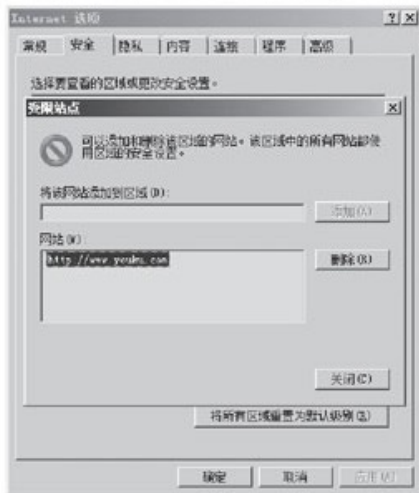 Internet 选项
常规 安全 隐私 内容 连接 程序 高级
选择要查看的区域或更改安全设置。
受限站点
可以添加和删除该区域的网站。该区域中的所有网站都使
用区域的安全设置。
将该网站添加到区域(D):
添加(A)
网站(W):
http://www.youku.com
删除(R)
关闭(C)
将所有区域重置为默认级别(R)
确定 取消 应用(A)